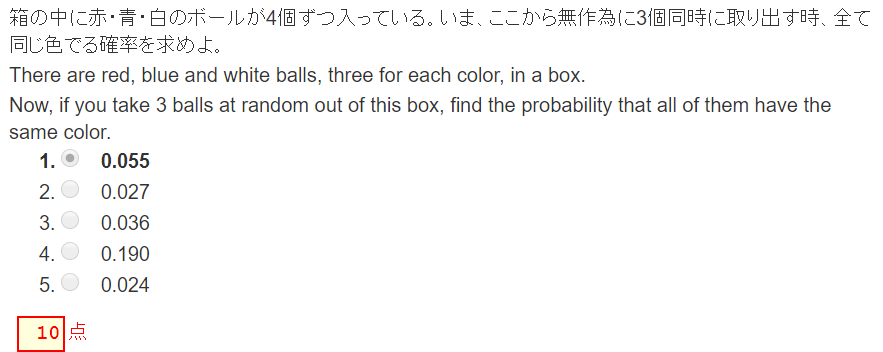 箱の中に赤・青・白のボールが4個ずつ入っている。いま、ここから無作為に3個同時に取り出す時、全て
同じ色でる確率を求めよ。
There are red, blue and white balls, three for each color, in a box.
Now, if you take 3 balls at random out of this box, find the probability that all of them have the
same color.
1. 0.055
2. 0.027
3. 0.036
4. 0.190
5. 0.024
10 点